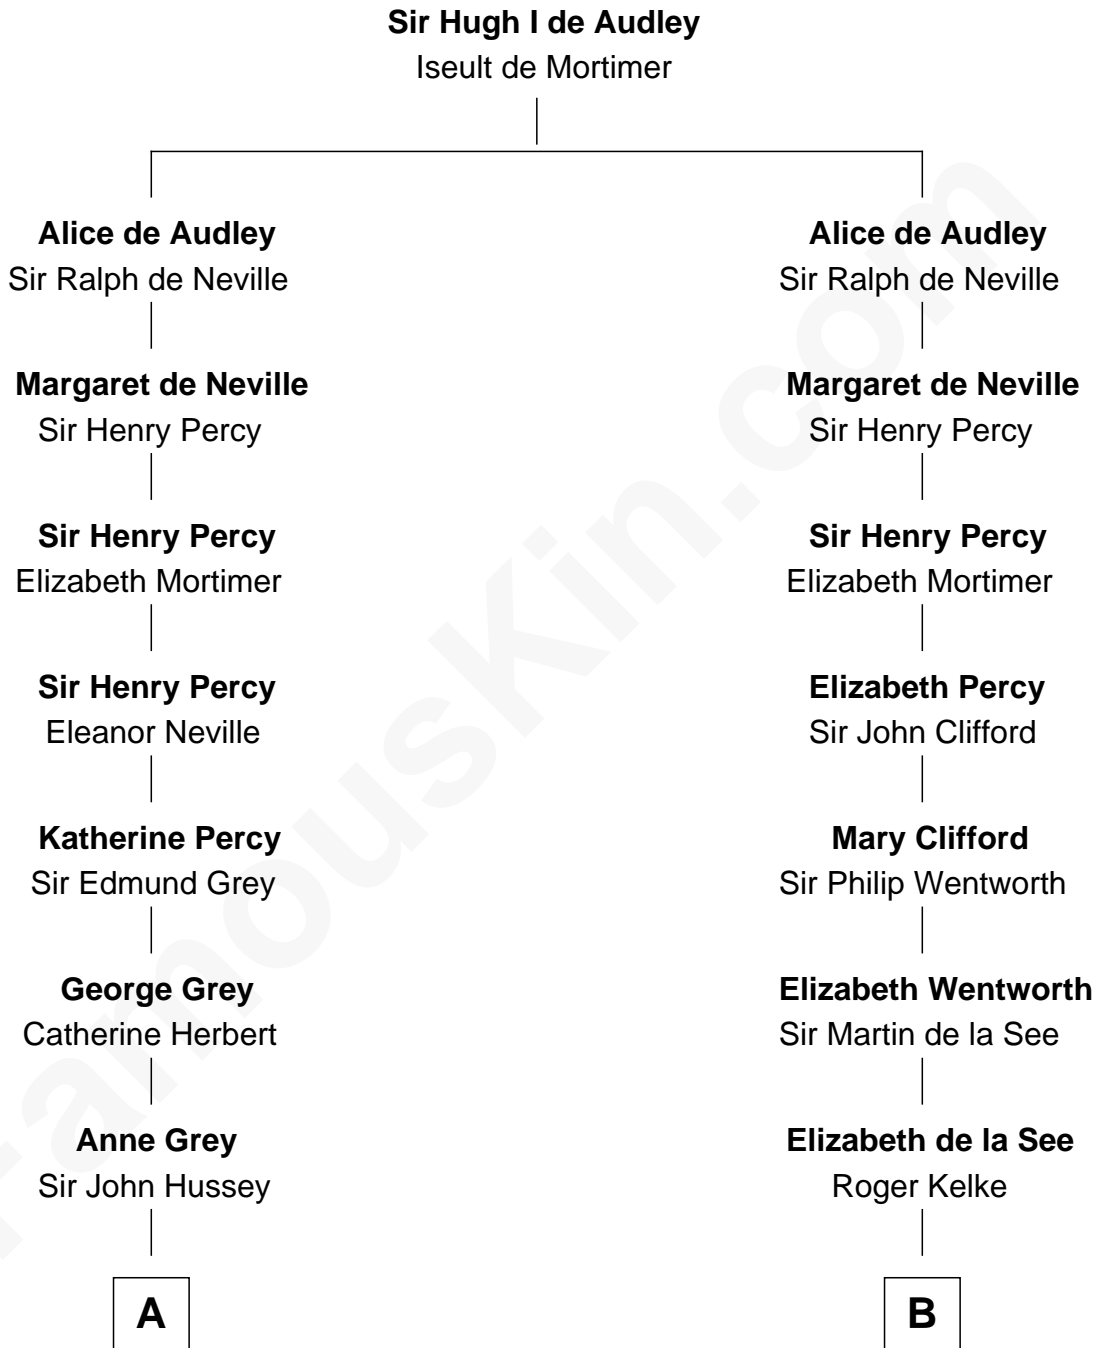 Sir Hugh I de Audley
Iseult de Mortimer
Alice de Audley
Sir Ralph de Neville
Margaret de Neville
Sir Henry Percy
Sir Henry Percy
Elizabeth Mortimer
Sir Henry Percy
Eleanor Neville
Katherine Percy
Sir Edmund Grey
George Grey
Catherine Herbert
Anne Grey
Sir John Hussey
A
Alice de Audley
Sir Ralph de Neville
Margaret de Neville
Sir Henry Percy
Sir Henry Percy
Elizabeth Mortimer
Elizabeth Percy
Sir John Clifford
Mary Clifford
Sir Philip Wentworth
Elizabeth Wentworth
Sir Martin de la See
Elizabeth de la See
Roger Kelke
B
FamousKin.com